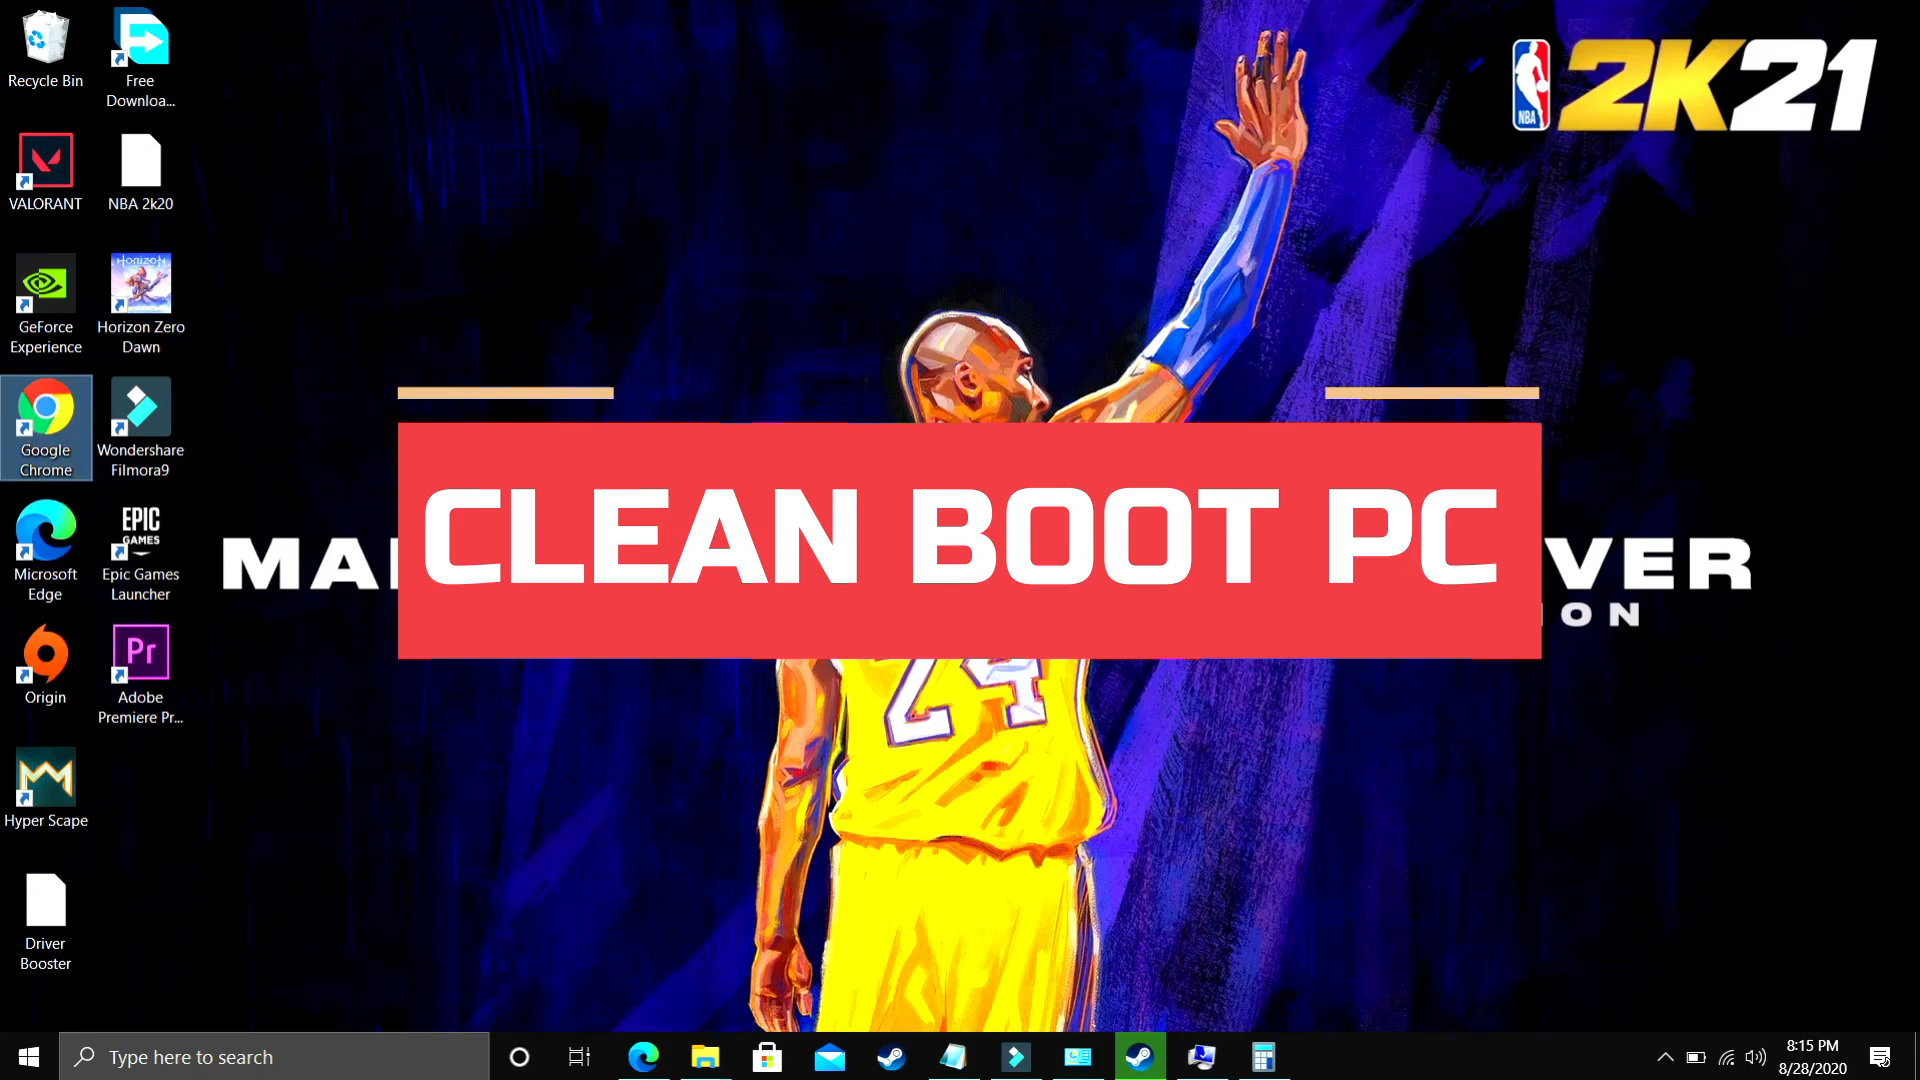 Recycle Bin
Free
Downloa...
VALORANT
NBA 2k20
GeForce
Experience
HORIZON
Horizon Zero
Dawn
Google
Chrome
Wondershare
Filmora9
Microsoft
Edge
EPIC
GAMES
Epic Games
Launcher
Origin
Pr
Adobe
Premiere Pr...
Hyper Scape
Driver
Booster
NBA
2K21
CLEAN BOOT PC
MA
VER
ON
24
Type here to search
8:15 PM
8/28/2020